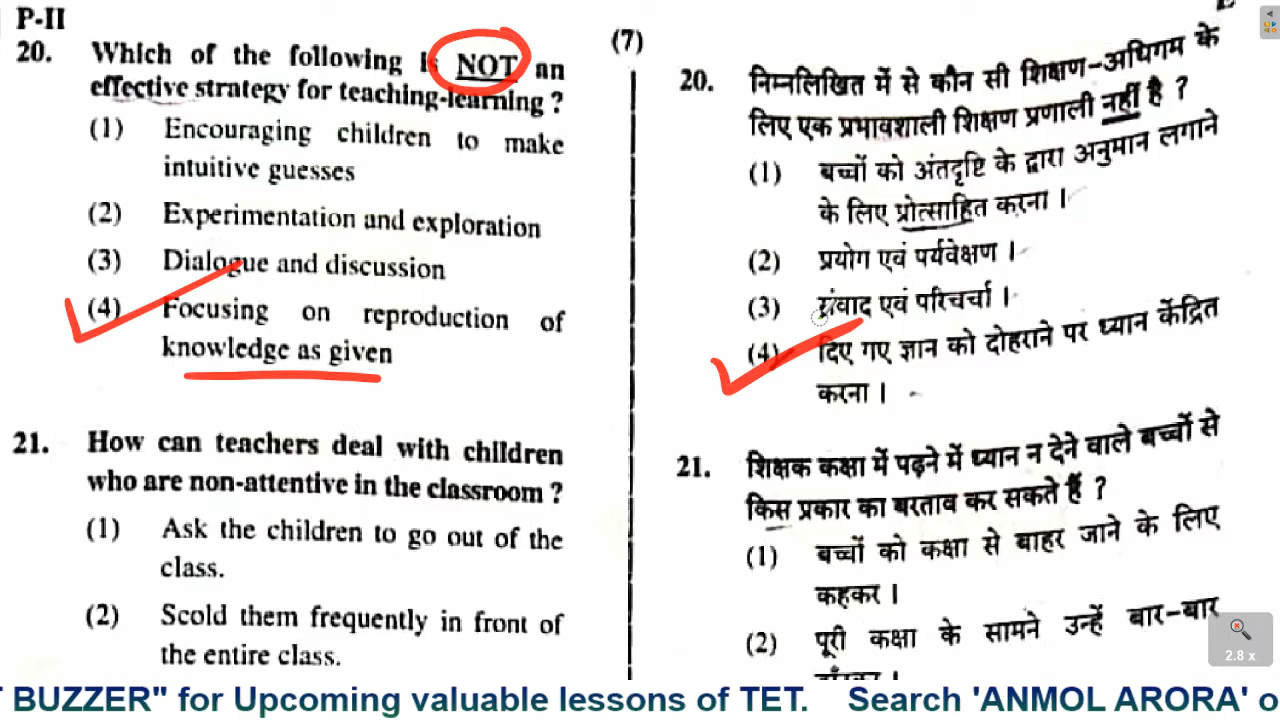 P-II
20. Which of the following is NOT an
effective strategy for teaching-learning ?
(1) Encouraging children to make
intuitive guesses
(2) Experimentation and exploration
(3) Dialogue and discussion
(4) Focusing on reproduction of
knowledge as given
21. How can teachers deal with children
who are non-attentive in the classroom ?
(1) Ask the children to go out of the
class.
(2) Scold them frequently in front of
the entire class.
(7)
20. निम्नलिखित में से कौन सी शिक्षण-अधिगम के
लिए एक प्रभावशाली शिक्षण प्रणाली नहीं है ?
(1) बच्चों को अंतदृष्टि के द्वारा अनुमान लगाने
के लिए प्रोत्साहित करना ।
(2) प्रयोग एवं पर्यवेक्षण ।
(3) संवाद एवं परिचर्चा ।
(4) दिए गए ज्ञान को दोहराने पर ध्यान केंद्रित
करना ।
21. शिक्षक कक्षा में पढ़ने में ध्यान न देने वाले बच्चों से
किस प्रकार का बरताव कर सकते हैं ?
(1) बच्चों को कक्षा से बाहर जाने के लिए
कहकर ।
(2) पूरी कक्षा के सामने उन्हें बार-बार
2.8 x
BUZZER" for Upcoming valuable lessons of TET. Search 'ANMOL ARORA' o